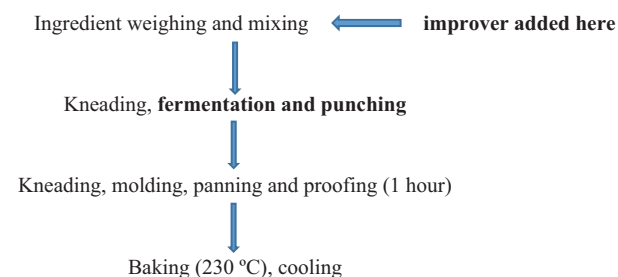 Ingredient weighing and mixing improver added here
Kneading, fermentation and punching
Kneading, molding, panning and proofing (1 hour)
Baking (230 ºC), cooling